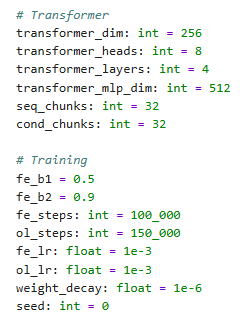 # Transformer
transformer_dim: int = 256
transformer_heads: int = 8
transformer_layers: int = 4
transformer_mlp_dim: int = 512
seq_chunks: int = 32
cond_chunks: int = 32

# Training
fe_b1 = 0.5
fe_b2 = 0.9
fe_steps: int = 100_000
ol_steps: int = 150_000
fe_lr: float = 1e-3
ol_lr: float = 1e-3
weight_decay: float = 1e-6
seed: int = 0